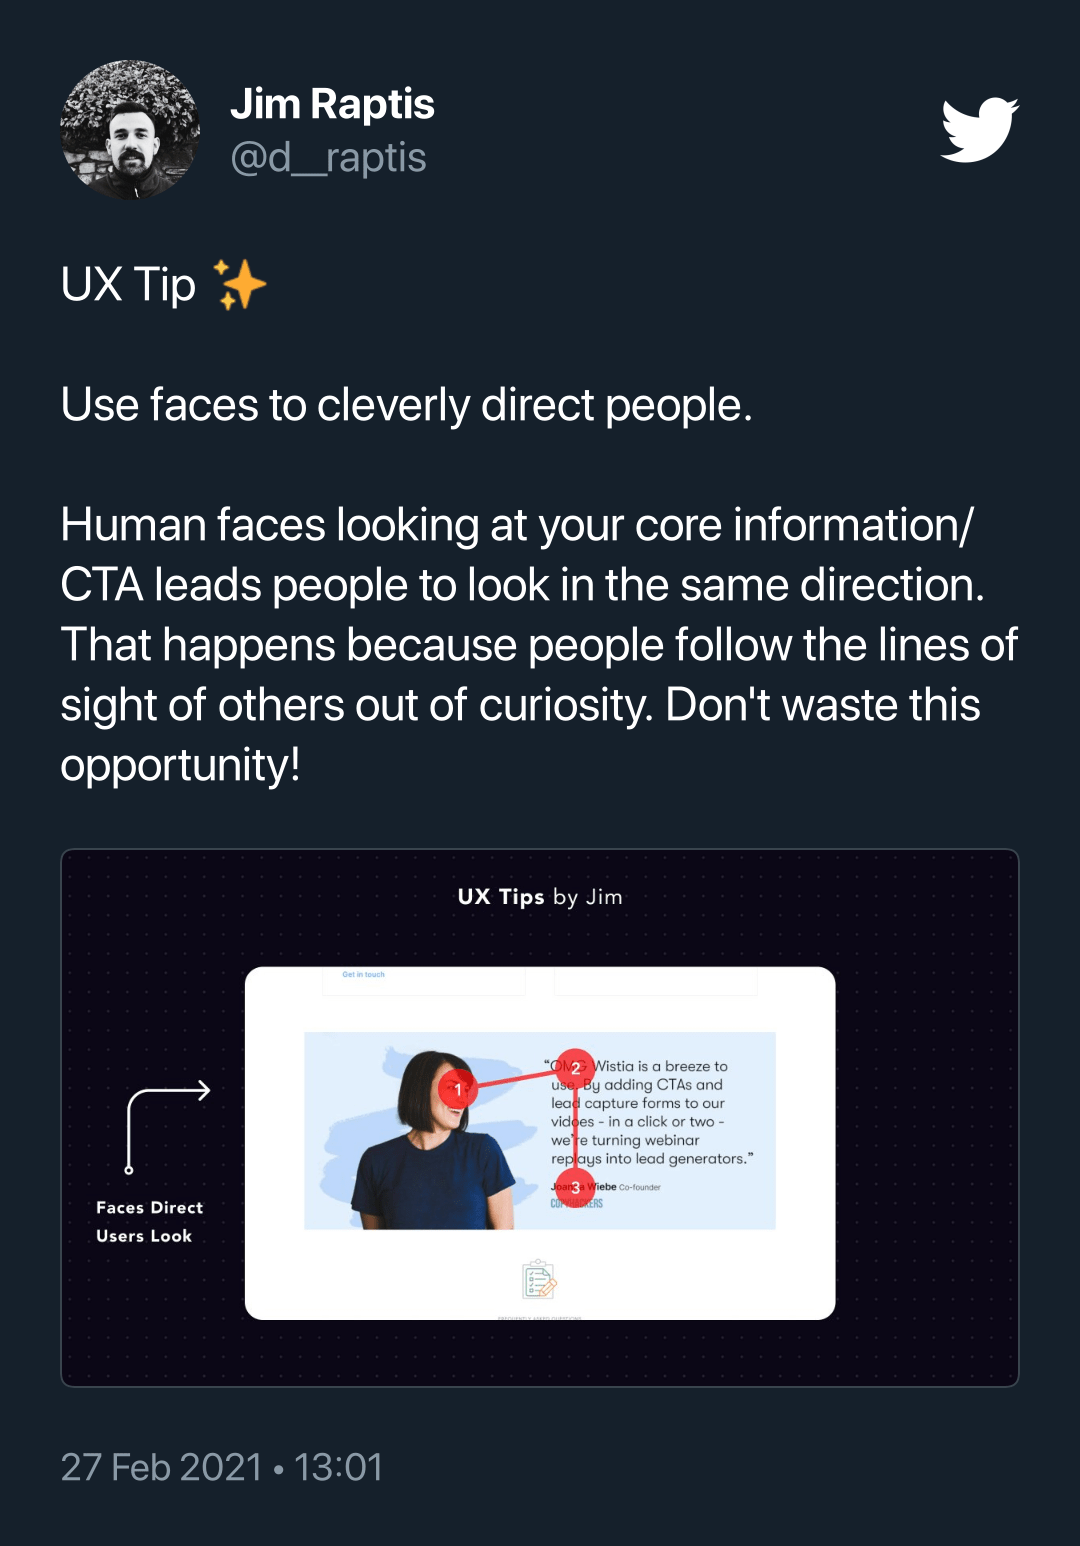 Jim Raptis
@d__raptis
UX Tip ✨
Use faces to cleverly direct people.
Human faces looking at your core information/
CTA leads people to look in the same direction.
That happens because people follow the lines of
sight of others out of curiosity. Don't waste this
opportunity!
UX Tips by Jim
Get in touch
1
2
3
“OMG Wistia is a breeze to
use. By adding CTAs and
lead capture forms to our
vidoes - in a click or two -
we're turning webinar
replays into lead generators.”
Joanna Wiebe Co-founder
COPYHACKERS
Faces Direct
Users Look
FREQUENTLY ASKED QUESTIONS
27 Feb 2021 • 13:01